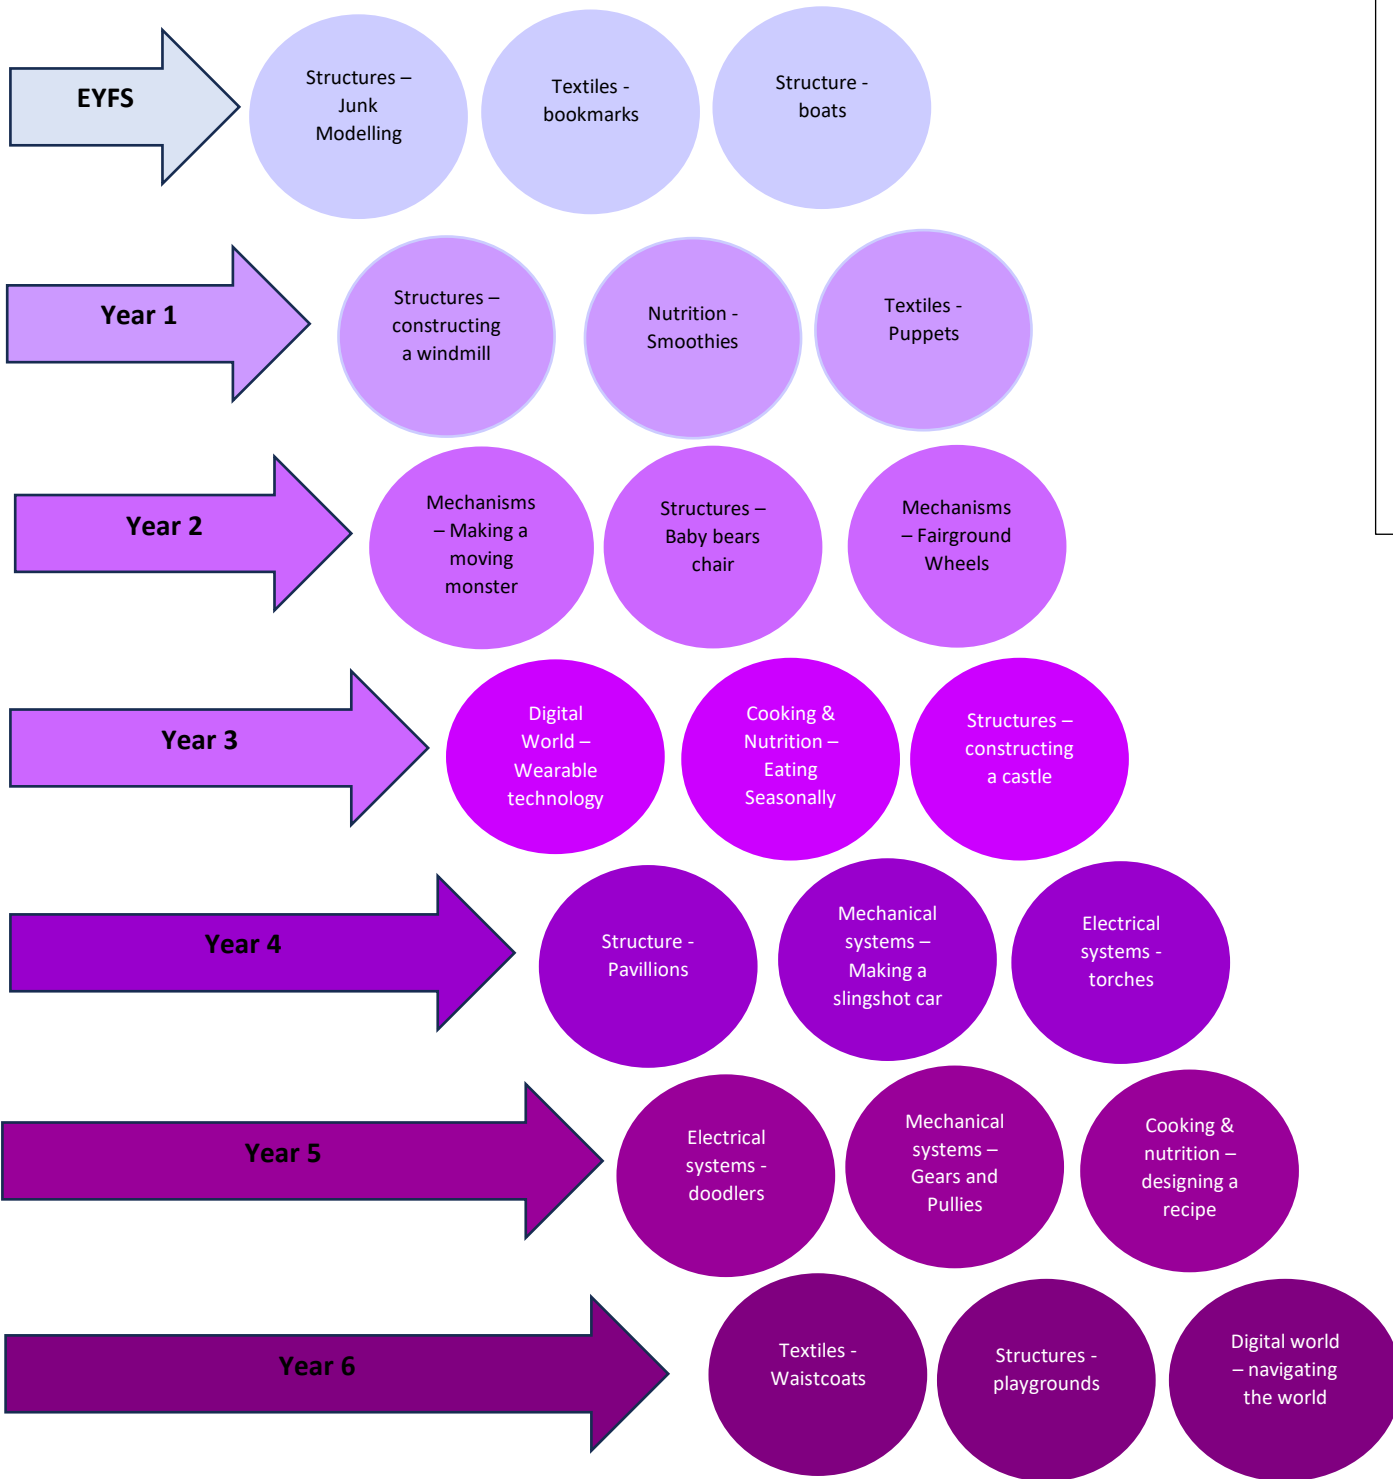 EYFS
Structures –
Junk
Modelling
Textiles -
bookmarks
Structure -
boats
Year 1
Structures –
constructing
a windmill
Nutrition -
Smoothies
Textiles -
Puppets
Year 2
Mechanisms
– Making a
moving
monster
Structures –
Baby bears
chair
Mechanisms
– Fairground
Wheels
Year 3
Digital
World –
Wearable
technology
Cooking &
Nutrition –
Eating
Seasonally
Structures –
constructing
a castle
Year 4
Structure -
Pavillions
Mechanical
systems –
Making a
slingshot car
Electrical
systems -
torches
Year 5
Electrical
systems -
doodlers
Mechanical
systems –
Gears and
Pullies
Cooking &
nutrition –
designing a
recipe
Year 6
Textiles -
Waistcoats
Structures -
playgrounds
Digital world
– navigating
the world